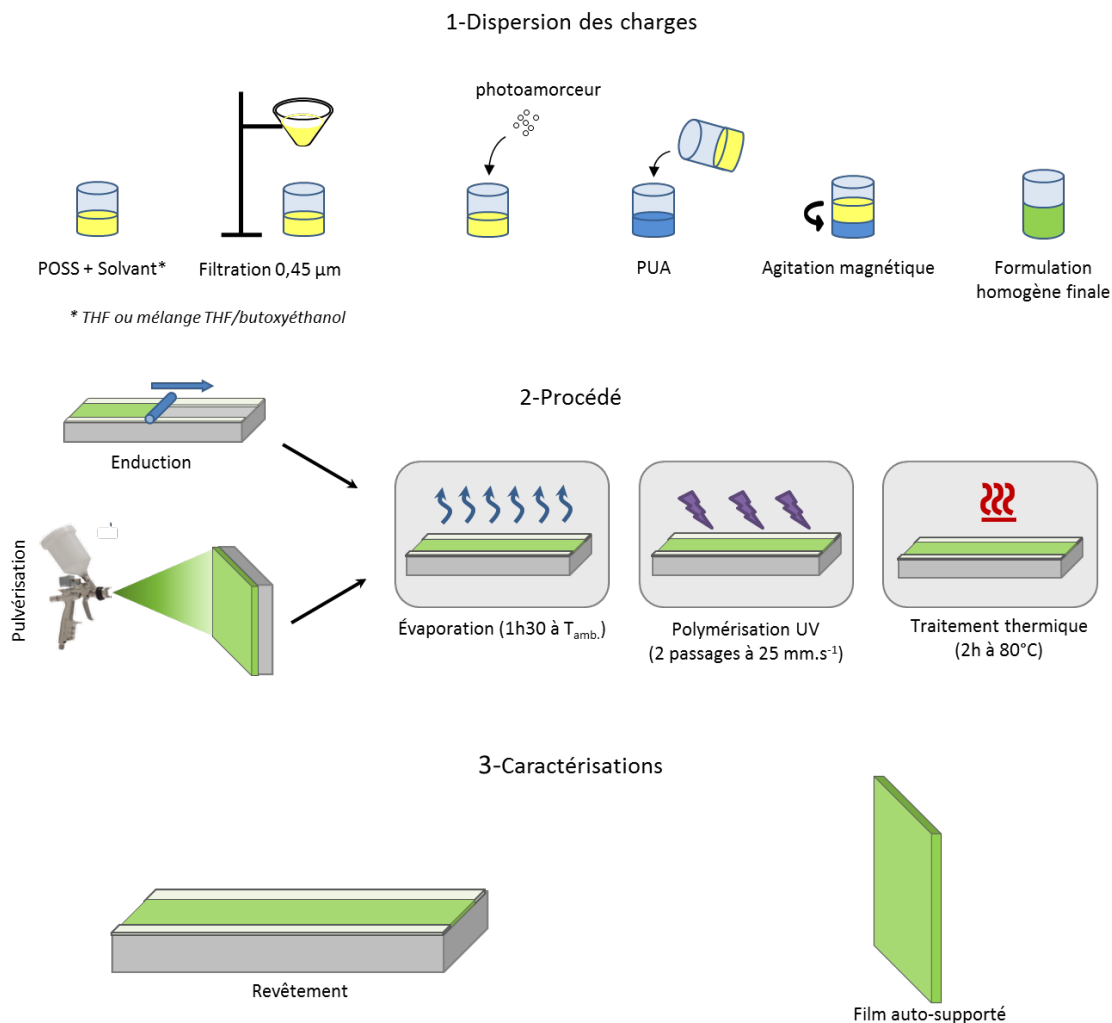 1-Dispersion des charges
photoamorceur
POSS + Solvant*
Filtration 0,45 µm
PUA
Agitation magnétique
Formulation
homogène finale
* THF ou mélange THF/butoxyéthanol
2-Procédé
Enduction
Pulvérisation
Évaporation (1h30 à Tamb.)
Polymérisation UV
(2 passages à 25 mm.s-1)
Traitement thermique
(2h à 80°C)
3-Caractérisations
Revêtement
Film auto-supporté